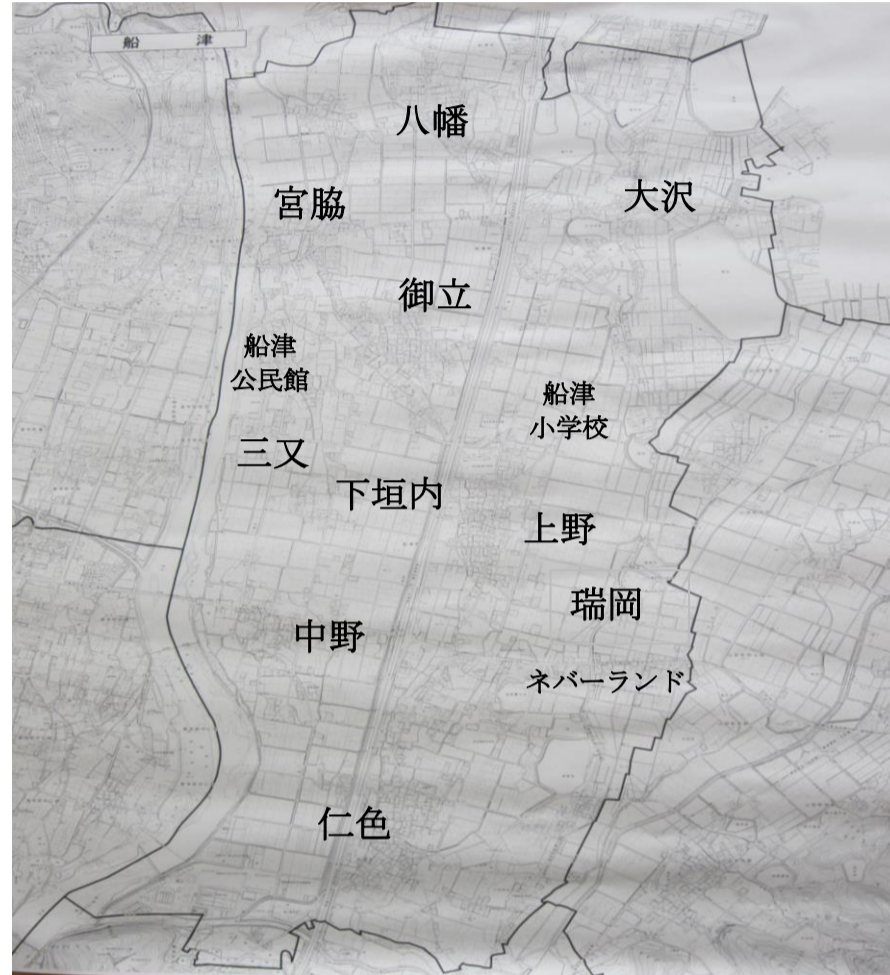 船津
八幡
宮脇
大沢
御立
船津
公民館
船津
小学校
三又
下垣内
上野
瑞岡
中野
ネバーランド
仁色